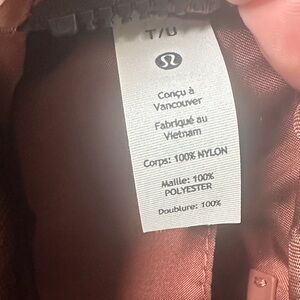 T/U
Conçu à
Vancouver
Fabriqué au
Vietnam
Corps: 100% NYLON
Maille: 100%
POLYESTER
Doublure: 100%